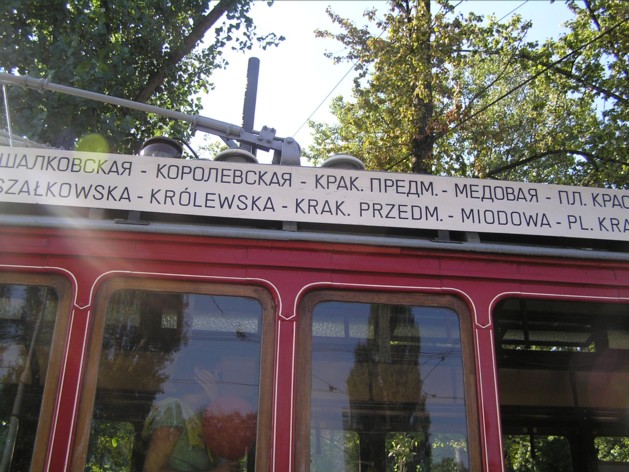 ШАЛКОВСКАЯ - КОРОЛЕВСКАЯ - КРАК. ПРЕДМ. - МЕДОВАЯ - ПЛ. КРАС
SZAŁKOWSKA - KRÓLEWSKA - KRAK. PRZEDM. - MIODOWA - PL. KRA